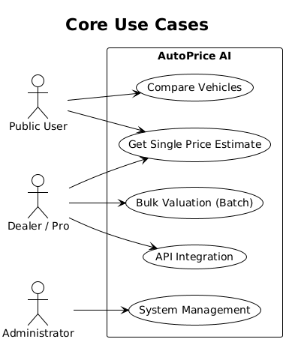 Core Use Cases
AutoPrice AI
Compare Vehicles
Public User
Get Single Price Estimate
Dealer / Pro
Bulk Valuation (Batch)
API Integration
System Management
Administrator